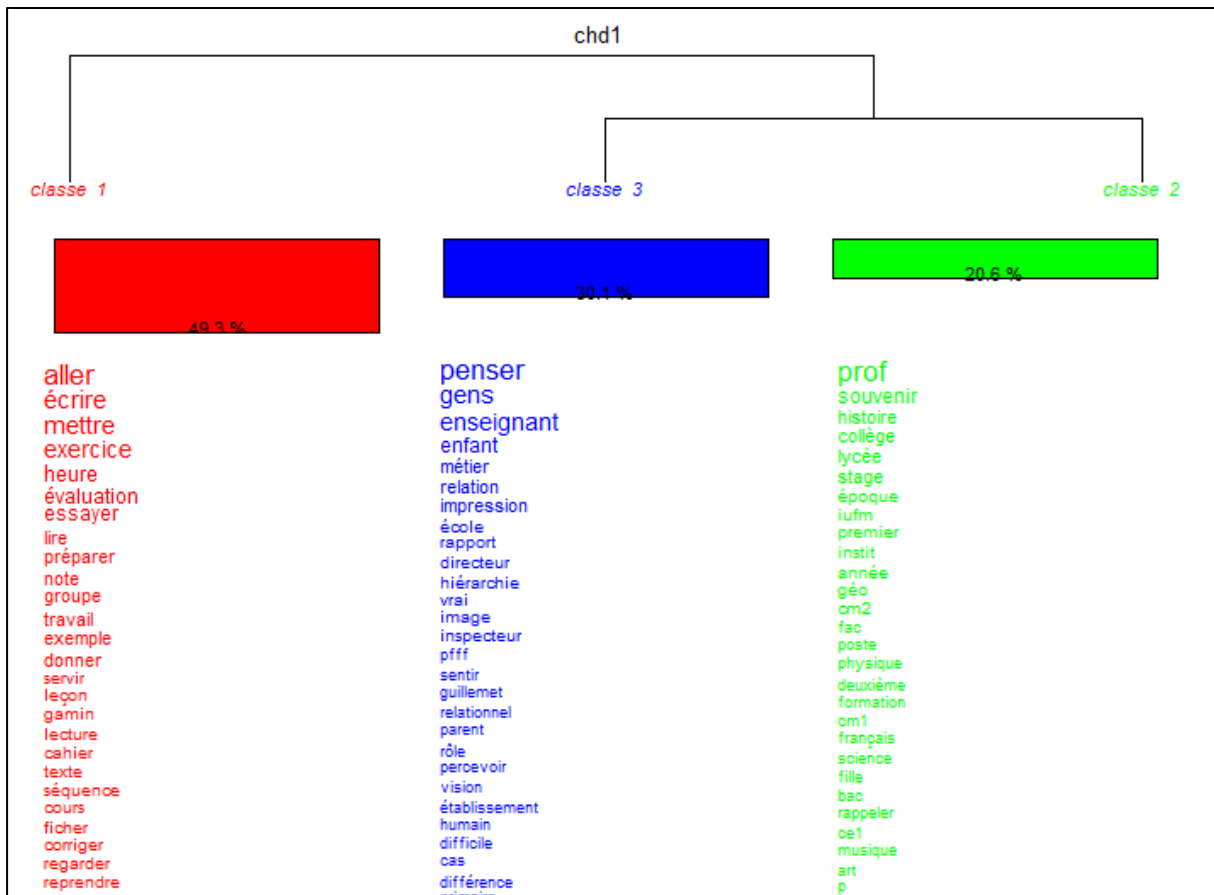 chd1
classe 1
classe 3
classe 2
49.3 %
30.1 %
20.6 %
aller
écrire
mettre
exercice
heure
évaluation
essayer
lire
préparer
note
groupe
travail
exemple
donner
servir
leçon
gamin
lecture
cahier
texte
séquence
cours
ficher
corriger
regarder
reprendre
penser
gens
enseignant
enfant
métier
relation
impression
école
rapport
directeur
hiérarchie
vrai
image
inspecteur
pfff
sentir
guillemet
relationnel
parent
rôle
percevoir
vision
établissement
humain
difficile
cas
différence
prof
souvenir
histoire
collège
lycée
stage
époque
iufm
premier
instit
année
géo
cm2
fac
poste
physique
deuxième
formation
cm1
français
science
fille
bac
rappeler
ce1
musique
art
p